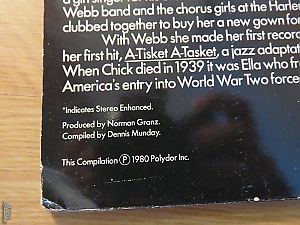 Webb band and the chorus girls at the Harle
clubbed together to buy her a new gown for
With Webb she made her first record
her first hit, A-Tisket A-Tasket, a jazz adaptat
When Chick died in 1939 it was Ella who fr
America's entry into World War Two force
*Indicates Stereo Enhanced.
Produced by Norman Granz.
Compiled by Dennis Munday.
This Compilation Ⓟ 1980 Polydor Inc.